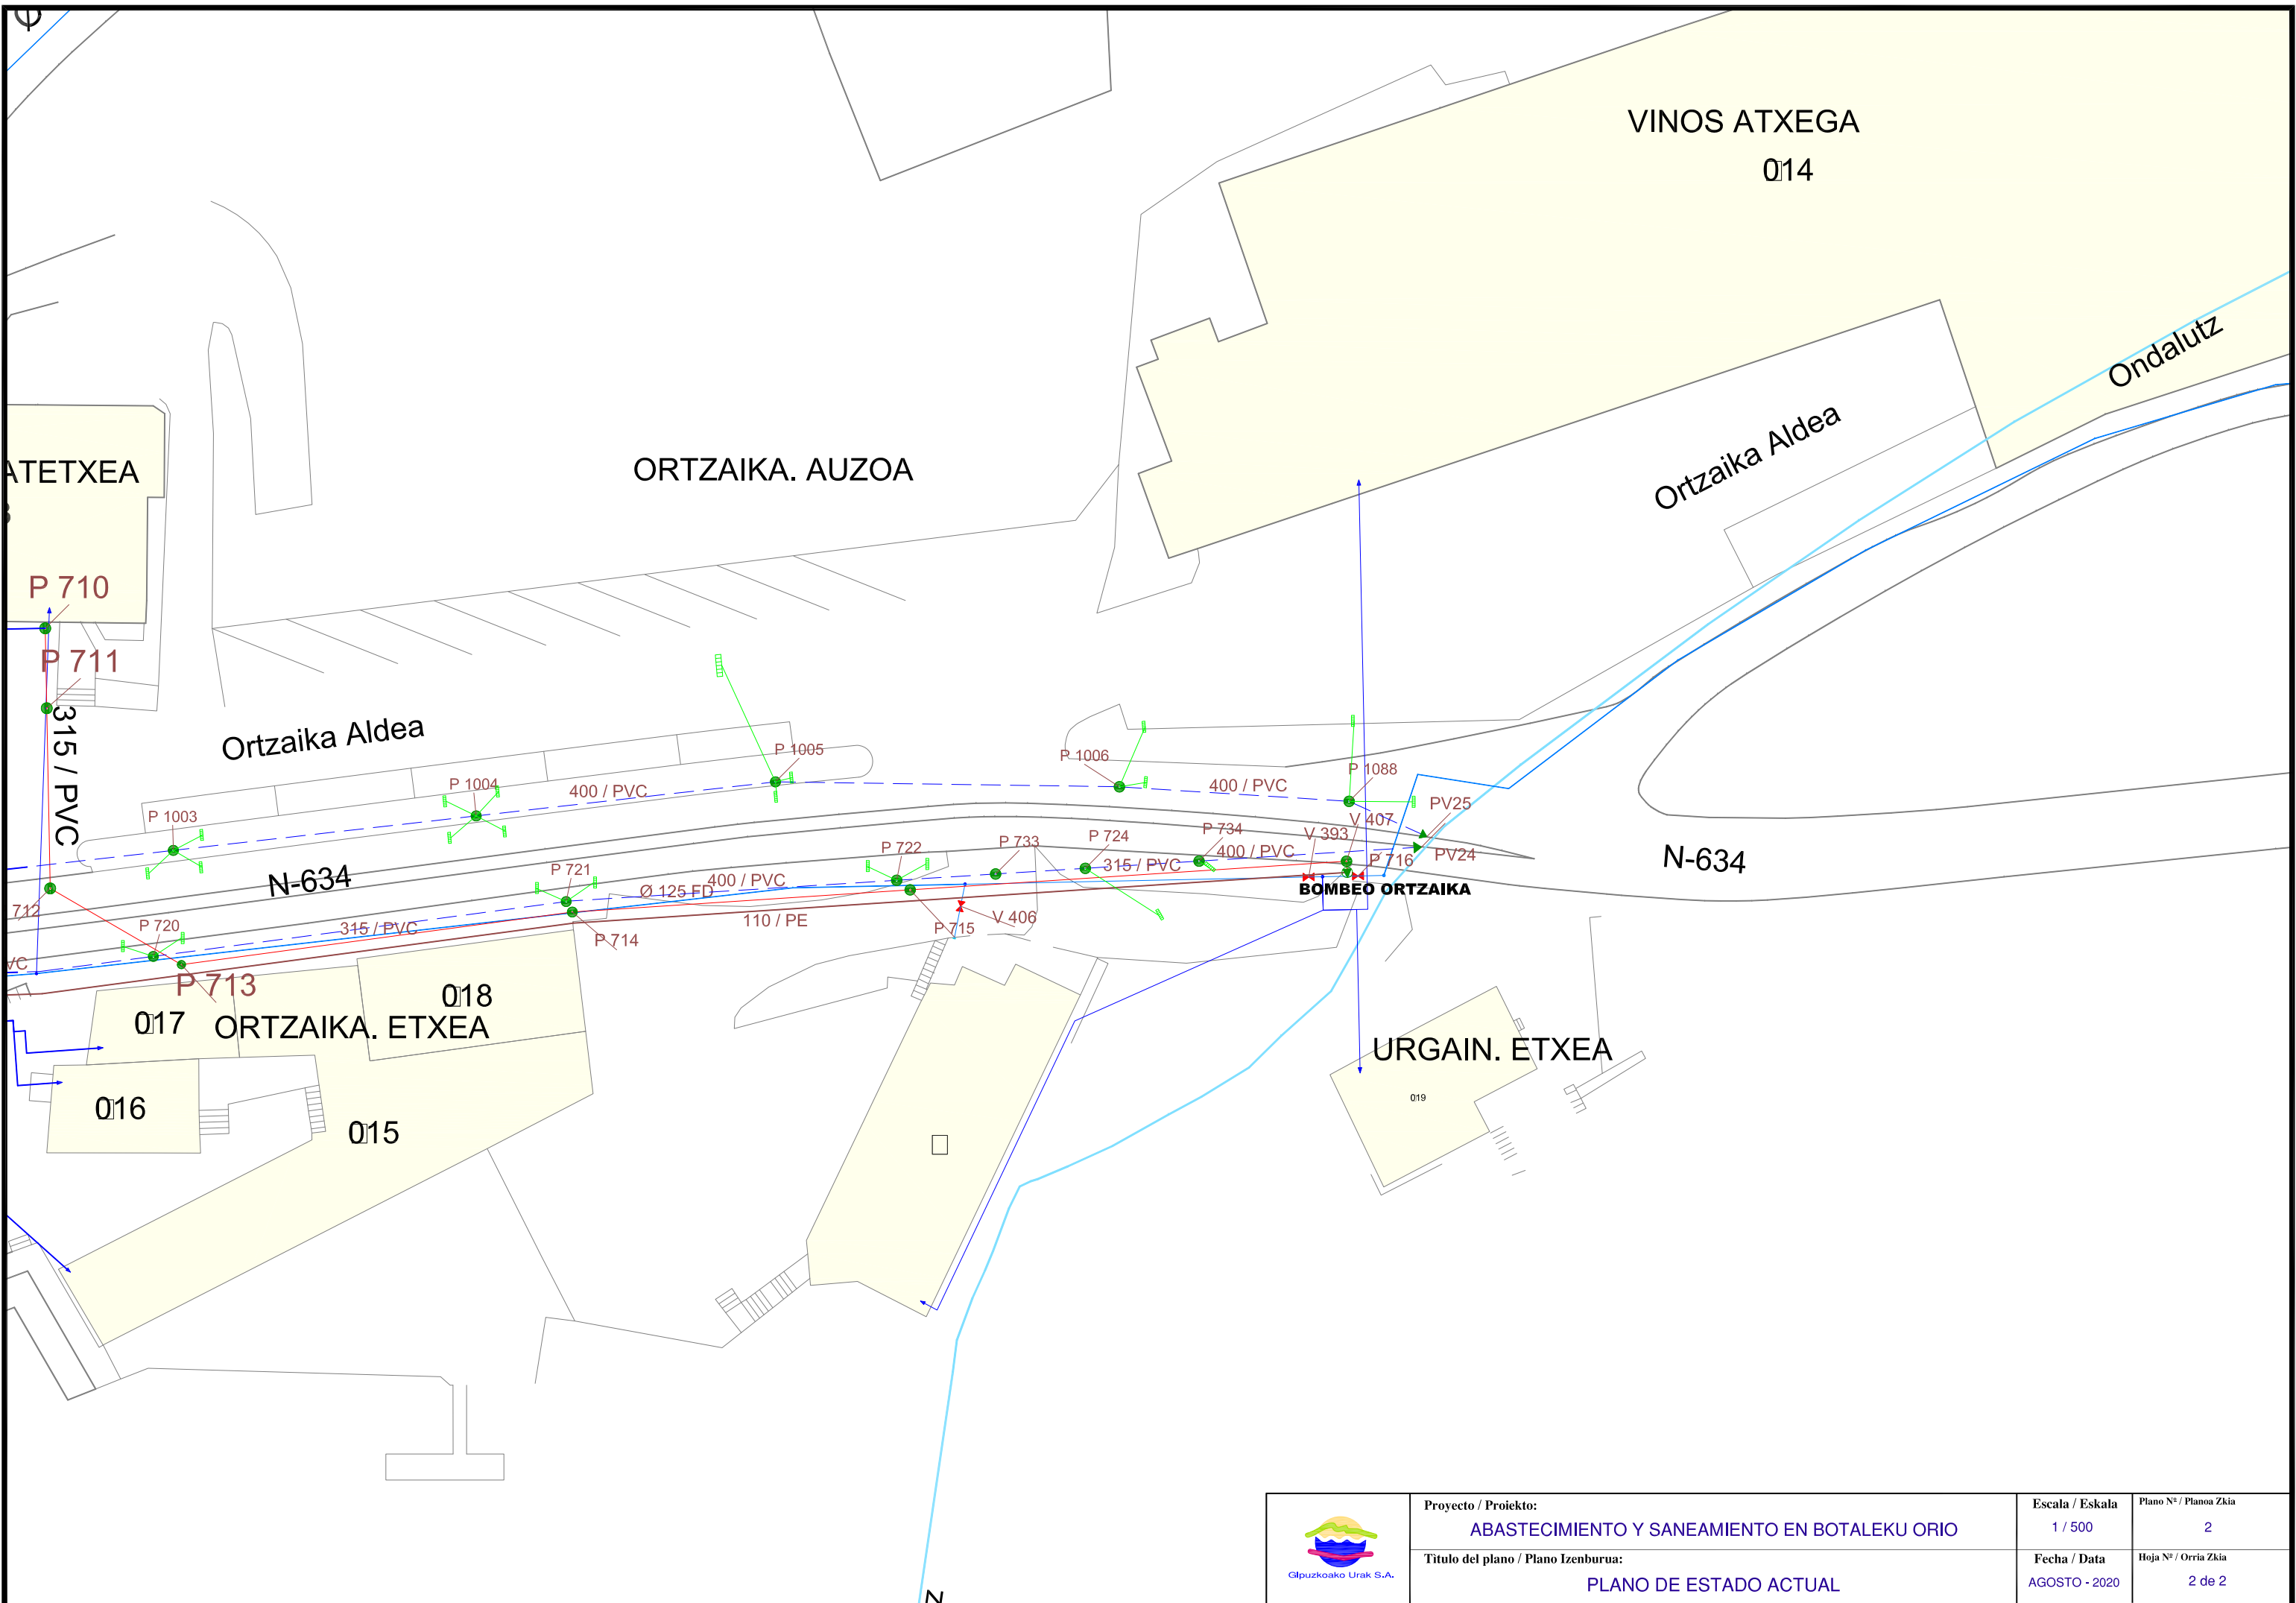 VINOS ATXEGA
014
Ondalutz
Ortzaika Aldea
ORTZAIKA. AUZOA
ATETXEA
P 710
P 711
315 / PVC
Ortzaika Aldea
P 1003
P 1004
400 / PVC
P 1005
P 1006
400 / PVC
P 1088
PV25
V 407
V 393
PV24
P 716
P 734
400 / PVC
P 724
315 / PVC
P 733
P 722
N-634
N-634
BOMBEO ORTZAIKA
P 721
400 / PVC
Ø 125 FD
110 / PE
V 406
P 715
P 714
315 / PVC
P 720
712
VC
P 713
018
017
ORTZAIKA. ETXEA
016
015
URGAIN. ETXEA
019
Z
Gipuzkoako Urak S.A.
Proyecto / Proiekto:
ABASTECIMIENTO Y SANEAMIENTO EN BOTALEKU ORIO
Titulo del plano / Plano Izenburua:
PLANO DE ESTADO ACTUAL
Escala / Eskala
1 / 500
Fecha / Data
AGOSTO - 2020
Plano Nº / Planoa Zkia
2
Hoja Nº / Orria Zkia
2 de 2